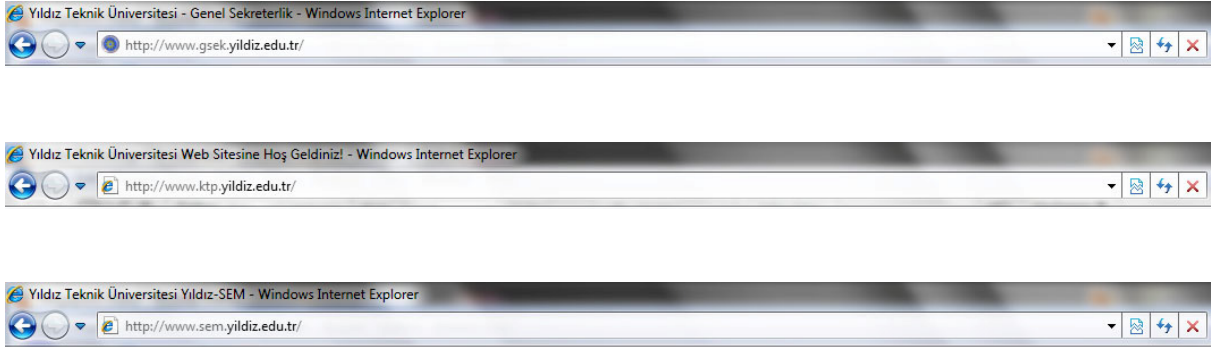 Yıldız Teknik Üniversitesi - Genel Sekreterlik - Windows Internet Explorer
http://www.gsek.yildiz.edu.tr/
Yıldız Teknik Üniversitesi Web Sitesine Hoş Geldiniz! - Windows Internet Explorer
http://www.ktp.yildiz.edu.tr/
Yıldız Teknik Üniversitesi Yıldız-SEM - Windows Internet Explorer
http://www.sem.yildiz.edu.tr/